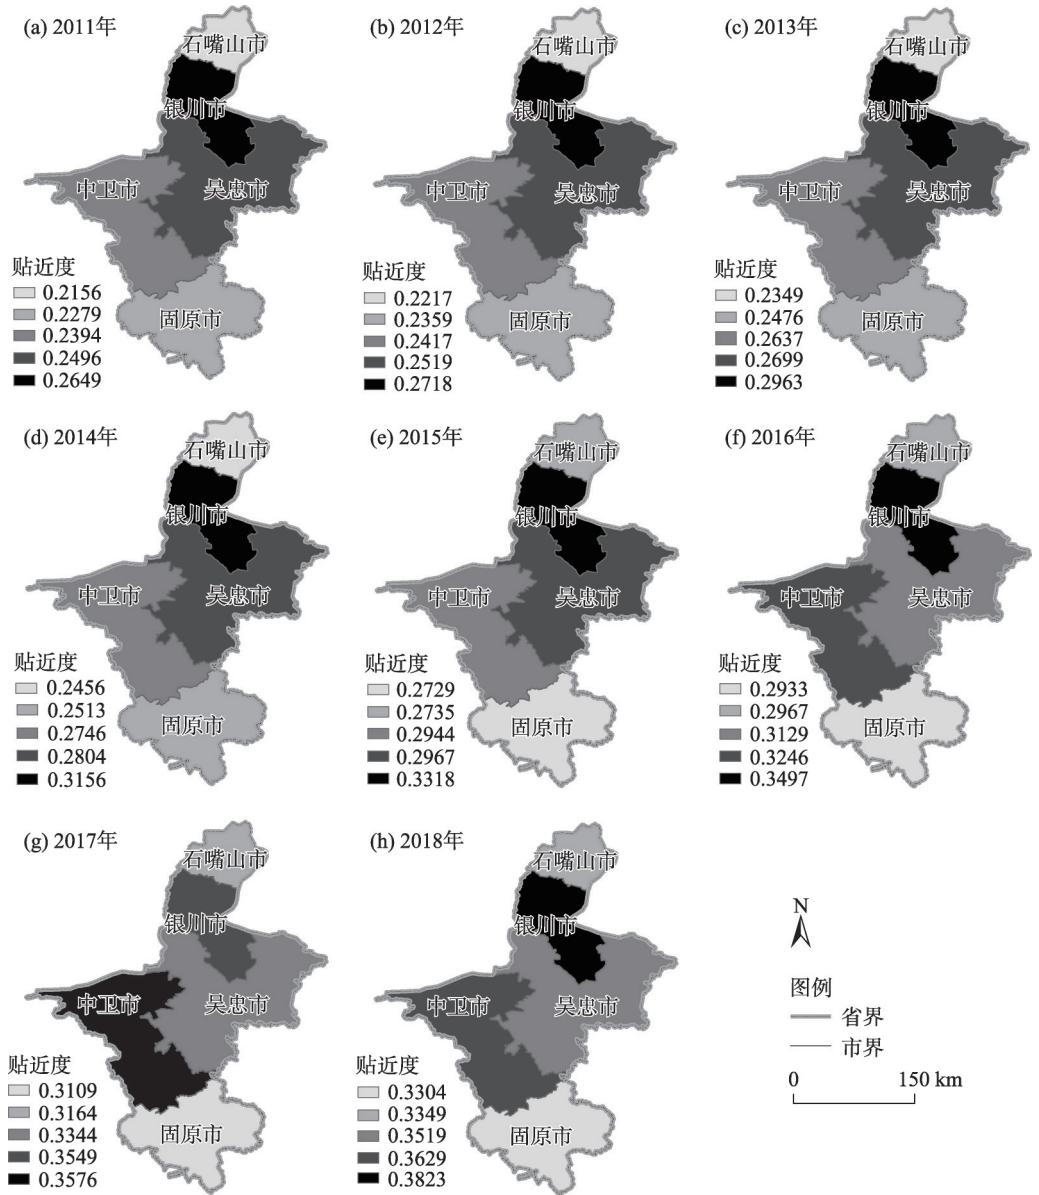 (a) 2011年
石嘴山市
银川市
中卫市
吴忠市
固原市
贴近度
0.2156
0.2279
0.2394
0.2496
0.2649
(b) 2012年
石嘴山市
银川市
中卫市
吴忠市
固原市
贴近度
0.2217
0.2359
0.2417
0.2519
0.2718
(c) 2013年
石嘴山市
银川市
中卫市
吴忠市
固原市
贴近度
0.2349
0.2476
0.2637
0.2699
0.2963
(d) 2014年
石嘴山市
银川市
中卫市
吴忠市
固原市
贴近度
0.2456
0.2513
0.2746
0.2804
0.3156
(e) 2015年
石嘴山市
银川市
中卫市
吴忠市
固原市
贴近度
0.2729
0.2735
0.2944
0.2967
0.3318
(f) 2016年
石嘴山市
银川市
中卫市
吴忠市
固原市
贴近度
0.2933
0.2967
0.3129
0.3246
0.3497
(g) 2017年
石嘴山市
银川市
中卫市
吴忠市
固原市
贴近度
0.3109
0.3164
0.3344
0.3549
0.3576
(h) 2018年
石嘴山市
银川市
中卫市
吴忠市
固原市
贴近度
0.3304
0.3349
0.3519
0.3629
0.3823
N
图例
省界
市界
0 150 km